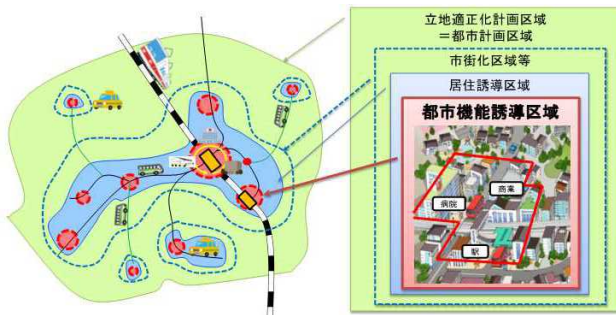 立地適正化計画区域
＝都市計画区域
市街化区域等
居住誘導区域
都市機能誘導区域
商業
病院
駅